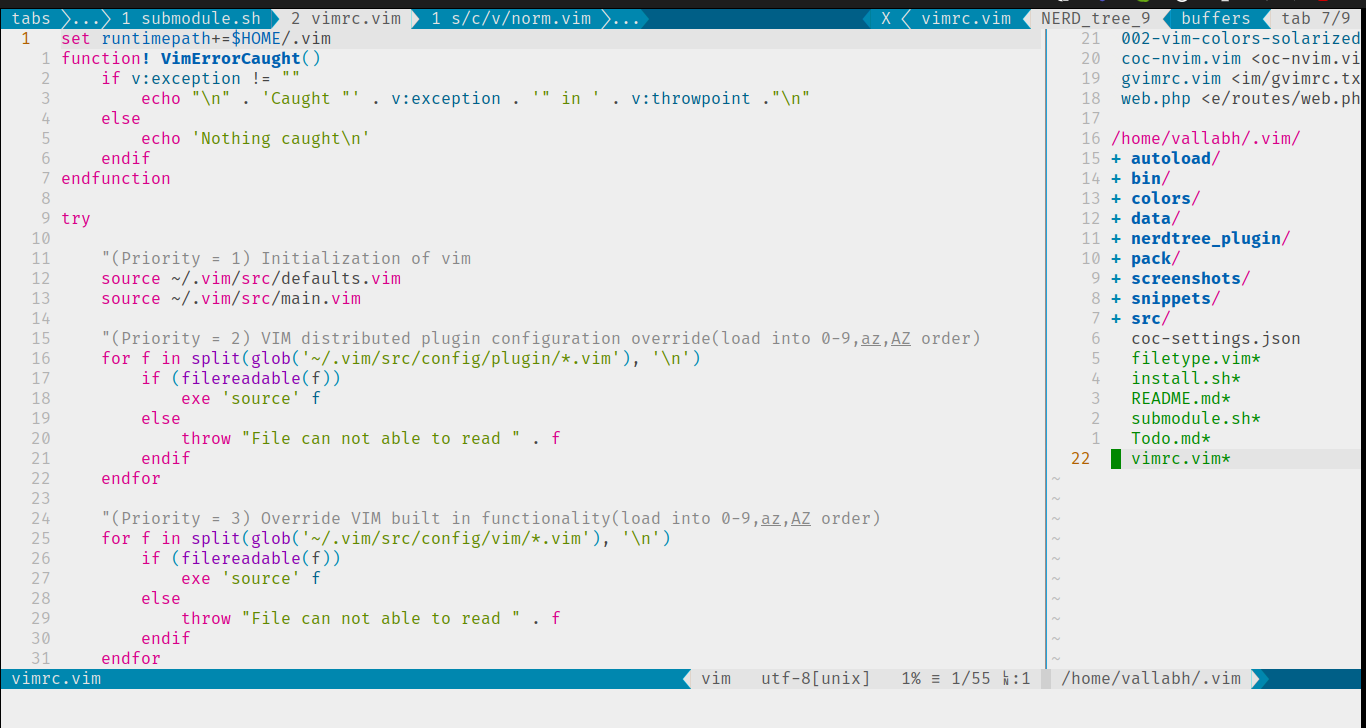 tabs ... 1 submodule.sh 2 vimrc.vim 1 s/c/v/norm.vim ... X vimrc.vim NERD_tree_9 buffers tab 7/9
1 set runtimepath+=$HOME/.vim
1 function! VimErrorCaught()
2 if v:exception != ""
3 echo "\n" . 'Caught "' . v:exception . '" in ' . v:throwpoint ."\n"
4 else
5 echo 'Nothing caught\n'
6 endif
7 endfunction
8
9 try
10
11 "(Priority = 1) Initialization of vim
12 source ~/.vim/src/defaults.vim
13 source ~/.vim/src/main.vim
14
15 "(Priority = 2) VIM distributed plugin configuration override(load into 0-9,az,AZ order)
16 for f in split(glob('~/.vim/src/config/plugin/*.vim'), '\n')
17 if (filereadable(f))
18 exe 'source' f
19 else
20 throw "File can not able to read " . f
21 endif
22 endfor
23
24 "(Priority = 3) Override VIM built in functionality(load into 0-9,az,AZ order)
25 for f in split(glob('~/.vim/src/config/vim/*.vim'), '\n')
26 if (filereadable(f))
27 exe 'source' f
28 else
29 throw "File can not able to read " . f
30 endif
31 endfor
21 002-vim-colors-solarized
20 coc-nvim.vim <oc-nvim.vi
19 gvimrc.vim <im/gvimrc.tx
18 web.php <e/routes/web.ph
17
16 /home/vallabh/.vim/
15 + autoload/
14 + bin/
13 + colors/
12 + data/
11 + nerdtree_plugin/
10 + pack/
9 + screenshots/
8 + snippets/
7 + src/
6 coc-settings.json
5 filetype.vim*
4 install.sh*
3 README.md*
2 submodule.sh*
1 Todo.md*
22 vimrc.vim*
~
~
~
~
~
~
~
~
~
~
vimrc.vim vim utf-8[unix] 1% ≡ 1/55 ㏑:1 /home/vallabh/.vim